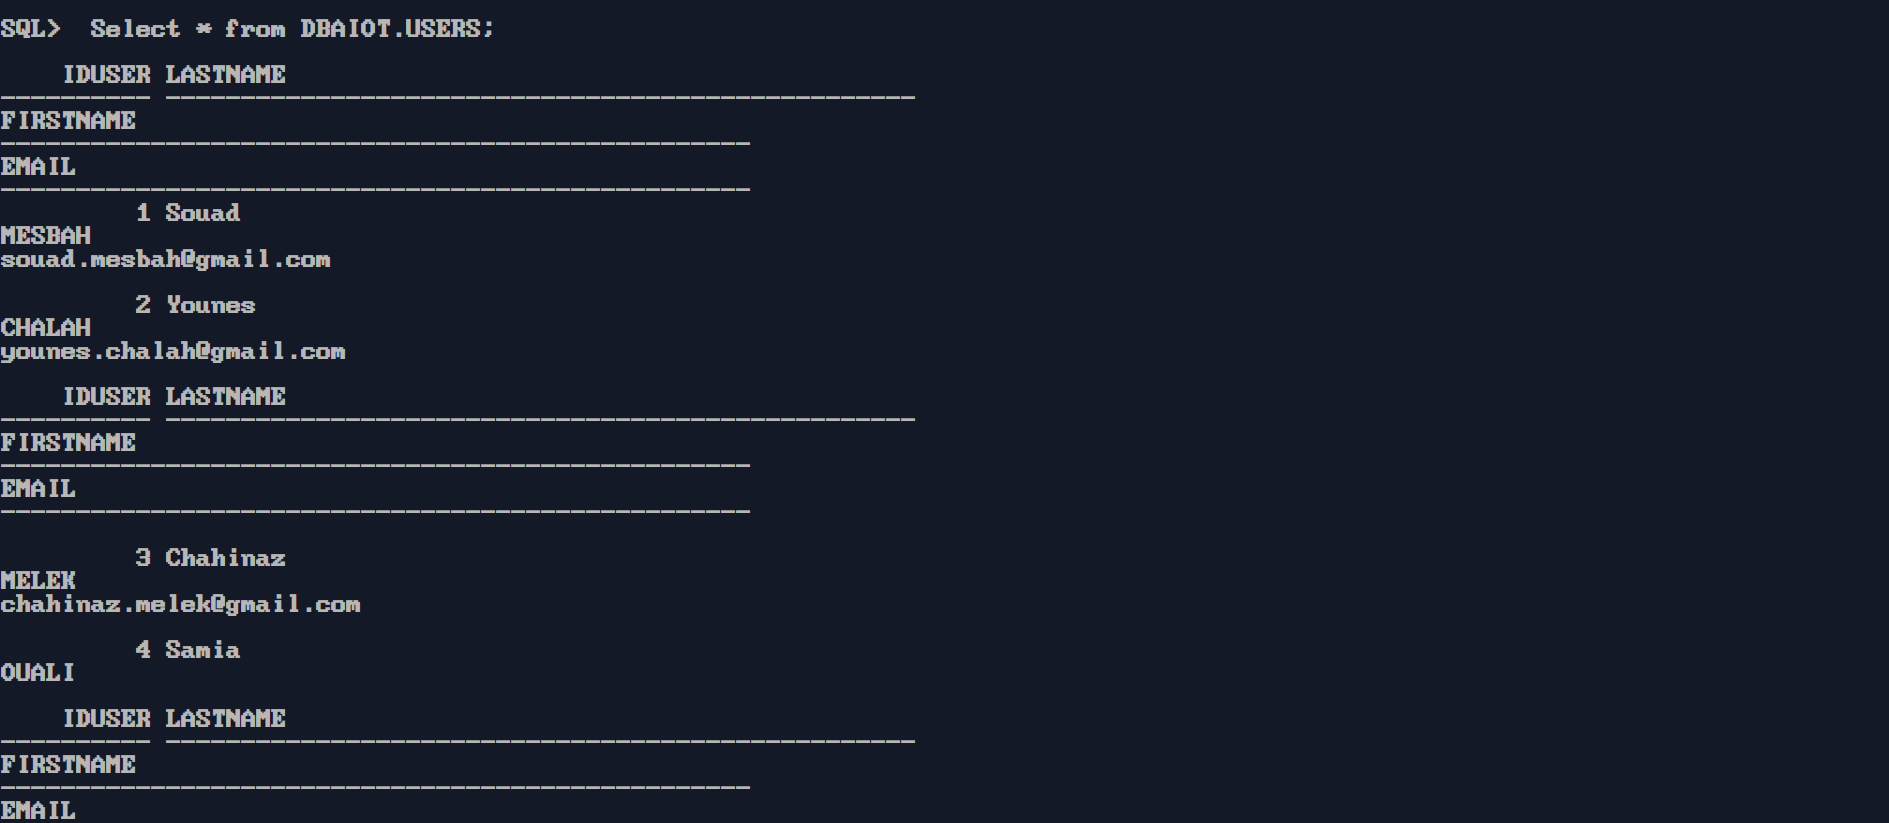 SQL>  Select * from DBAIOT.USERS;
    IDUSER LASTNAME
---------- --------------------------------------------------
FIRSTNAME
--------------------------------------------------
EMAIL
--------------------------------------------------
         1 Souad
MESBAH
souad.mesbah@gmail.com
         2 Younes
CHALAH
younes.chalah@gmail.com
    IDUSER LASTNAME
---------- --------------------------------------------------
FIRSTNAME
--------------------------------------------------
EMAIL
--------------------------------------------------
         3 Chahinaz
MELEK
chahinaz.melek@gmail.com
         4 Samia
OUALI
    IDUSER LASTNAME
---------- --------------------------------------------------
FIRSTNAME
--------------------------------------------------
EMAIL